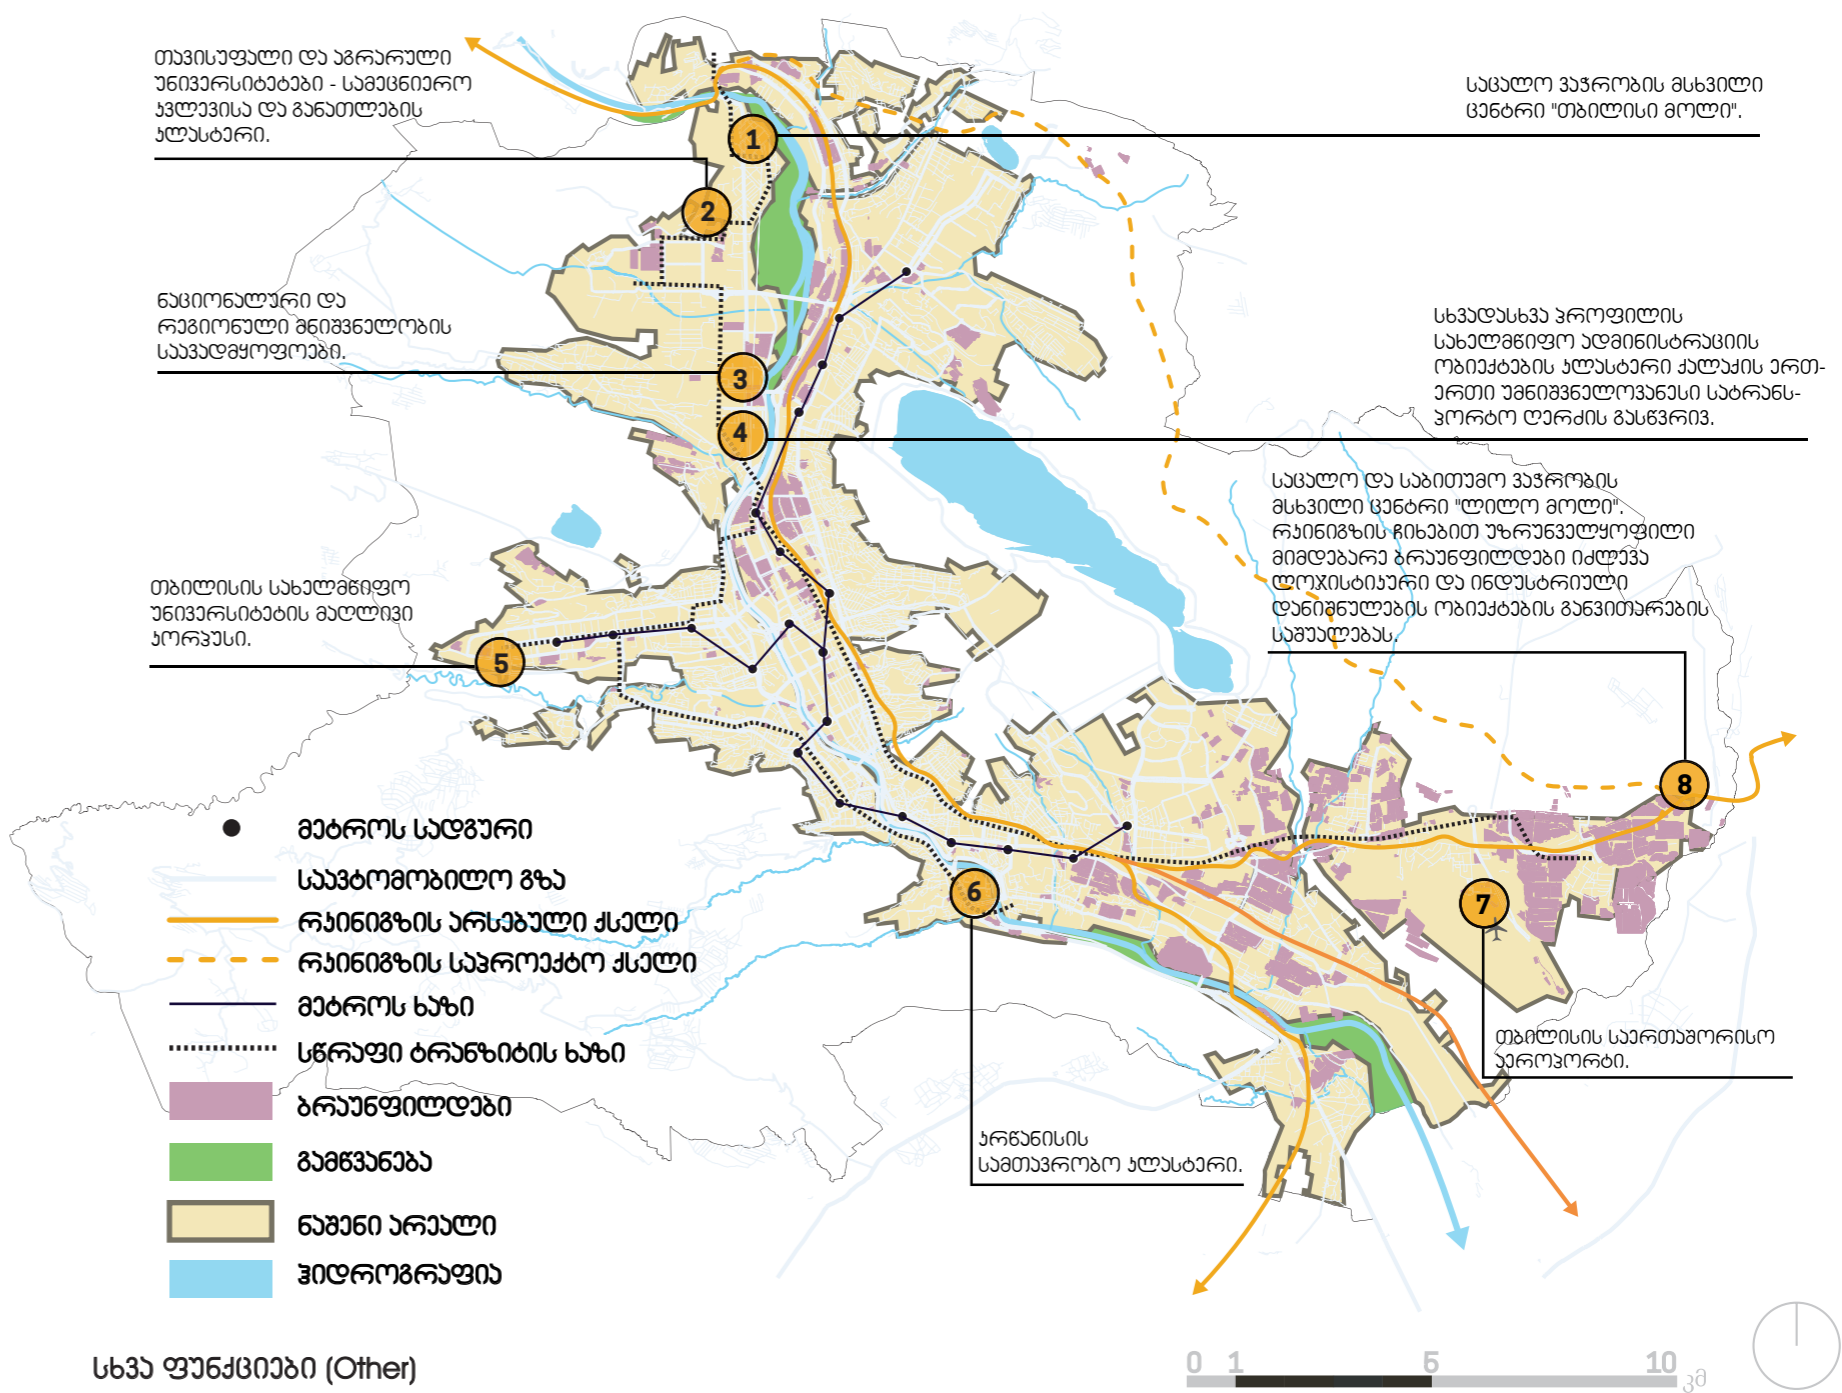 თავისუფალი და აგრარული
უნივერსიტეტები - სამეცნიერო
კვლევისა და განათლების
კლასტერი.
საცალო ვაჭრობის მსხვილი
ცენტრი "თბილისი მოლი".
1
2
ნაციონალური და
რეგიონული მნიშვნელობის
საავადმყოფოები.
სხვადასხვა პროფილის
სახელმწიფო ადმინისტრაციის
ობიექტების კლასტერი ქალაქის ერთ-
ერთი უმნიშვნელოვანესი სატრანს-
პორტო ღერძის გასწვრივ.
3
4
საცალო და საბითუმო ვაჭრობის
მსხვილი ცენტრი "ლილო მოლი".
რკინიგზის ჩიხებით უზრუნველყოფილი
მიმდებარე ბრაუნფილდები იძლევა
ლოჯისტიკური და ინდუსტრიული
დანიშნულების ობიექტების განვითარების
საშუალებას.
თბილისის სახელმწიფო
უნივერსიტეტის მაღლივი
კორპუსი.
5
8
6
7
თბილისის საერთაშორისო
აეროპორტი.
კრწანისის
სამთავრობო კლასტერი.
მეტროს სადგური
საავტომობილო გზა
რკინიგზის არსებული ქსელი
რკინიგზის საპროექტო ქსელი
მეტროს ხაზი
სწრაფი ტრანზიტის ხაზი
ბრაუნფილდები
გამწვანება
ნაშენი არეალი
ჰიდროგრაფია
სხვა ფუნქციები (Other)
0 1 5 10 კმ